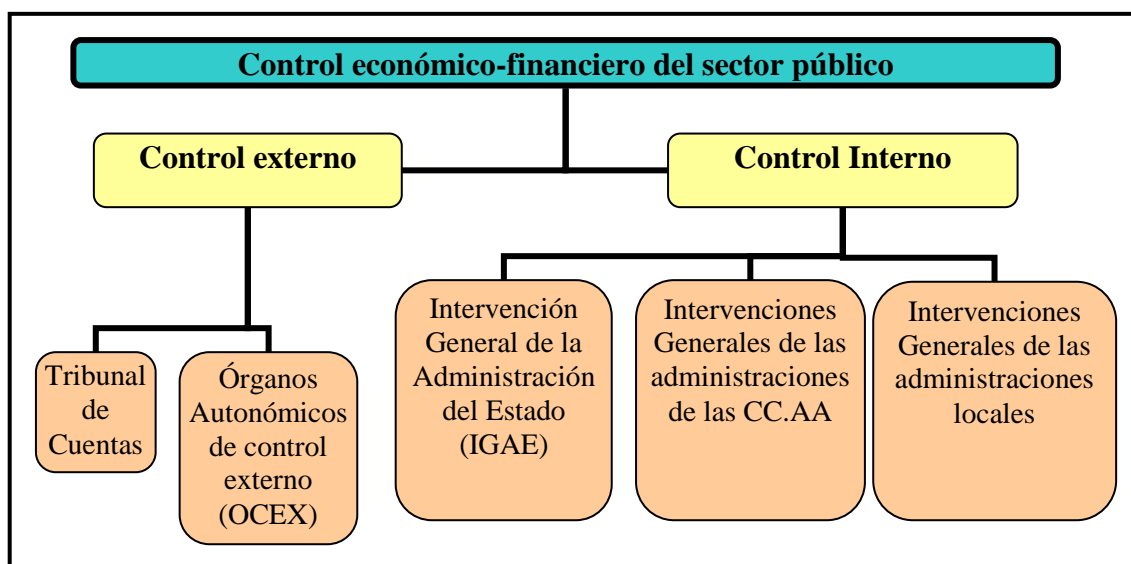 Control económico-financiero del sector público
Control externo
Control Interno
Tribunal
de
Cuentas
Órganos
Autonómicos
de control
externo
(OCEX)
Intervención
General de la
Administración
del Estado
(IGAE)
Intervenciones
Generales de las
administraciones
de las CC.AA
Intervenciones
Generales de las
administraciones
locales